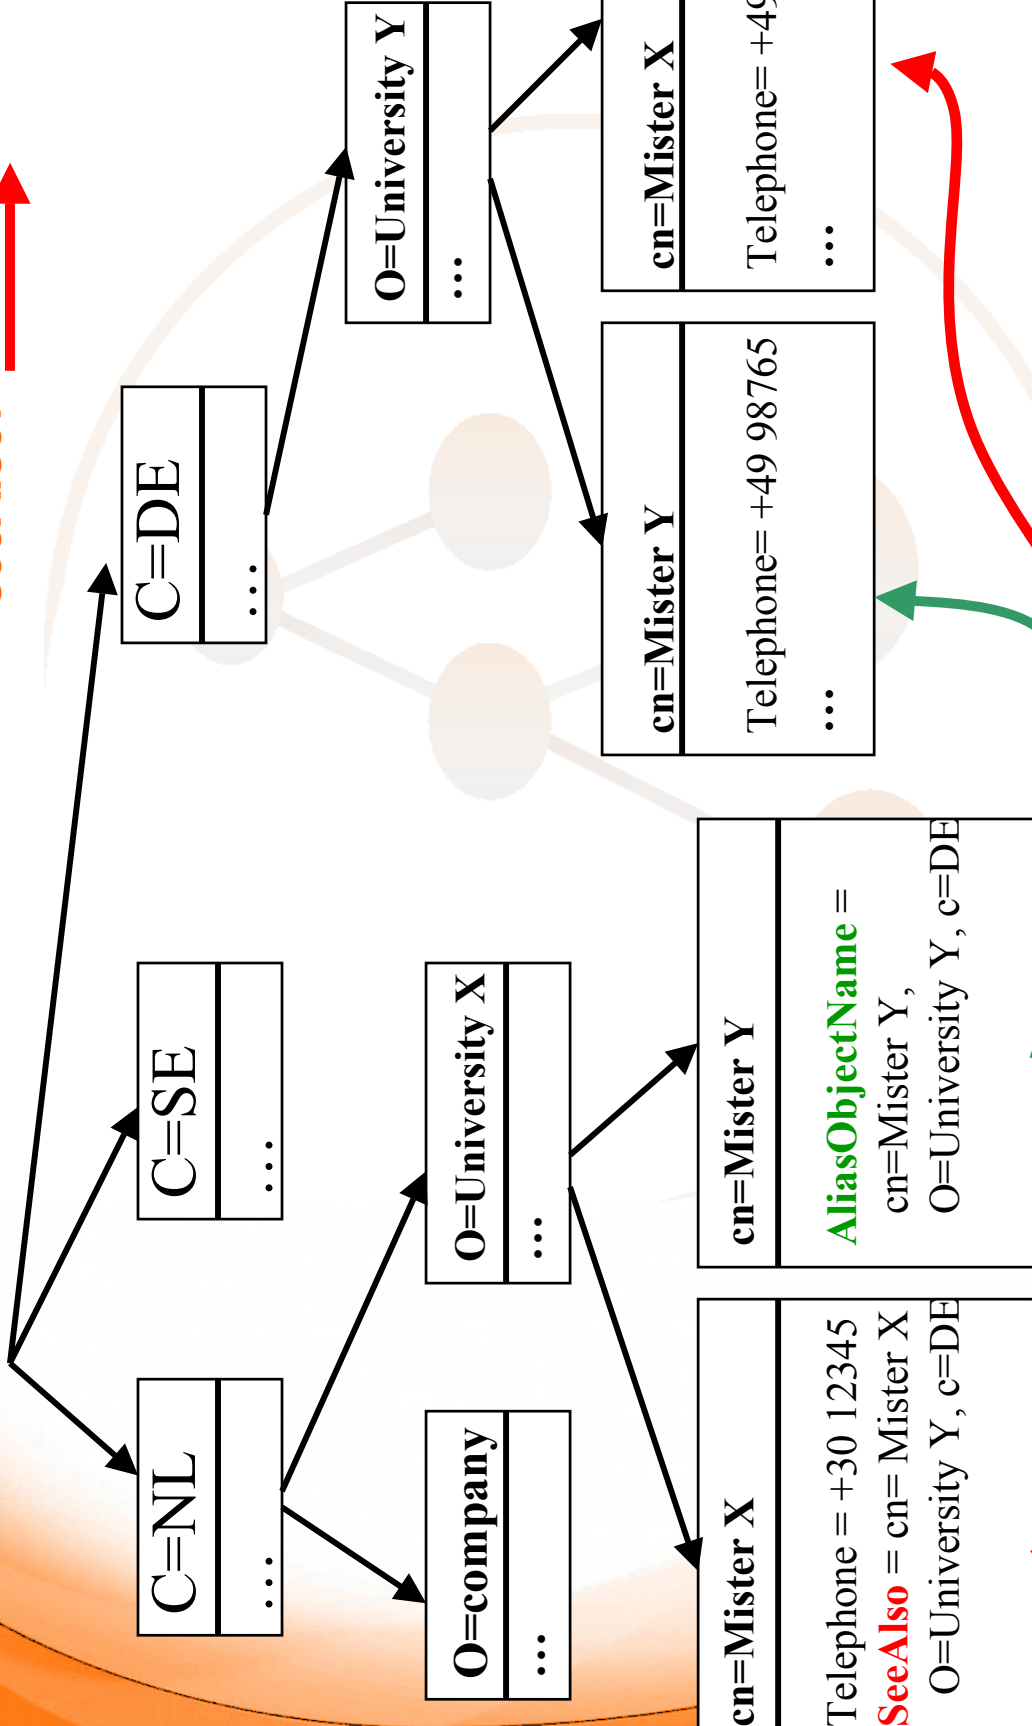 C=NL
...
C=SE
...
C=DE
...
O=company
...
O=University X
...
O=University Y
...
cn=Mister X
Telephone = +30 12345
SeeAlso = cn= Mister X
O=University Y, c=DE
cn=Mister Y
AliasObjectName =
cn=Mister Y,
O=University Y, c=DE
cn=Mister Y
Telephone= +49 98765
...
cn=Mister X
Telephone= +49
...